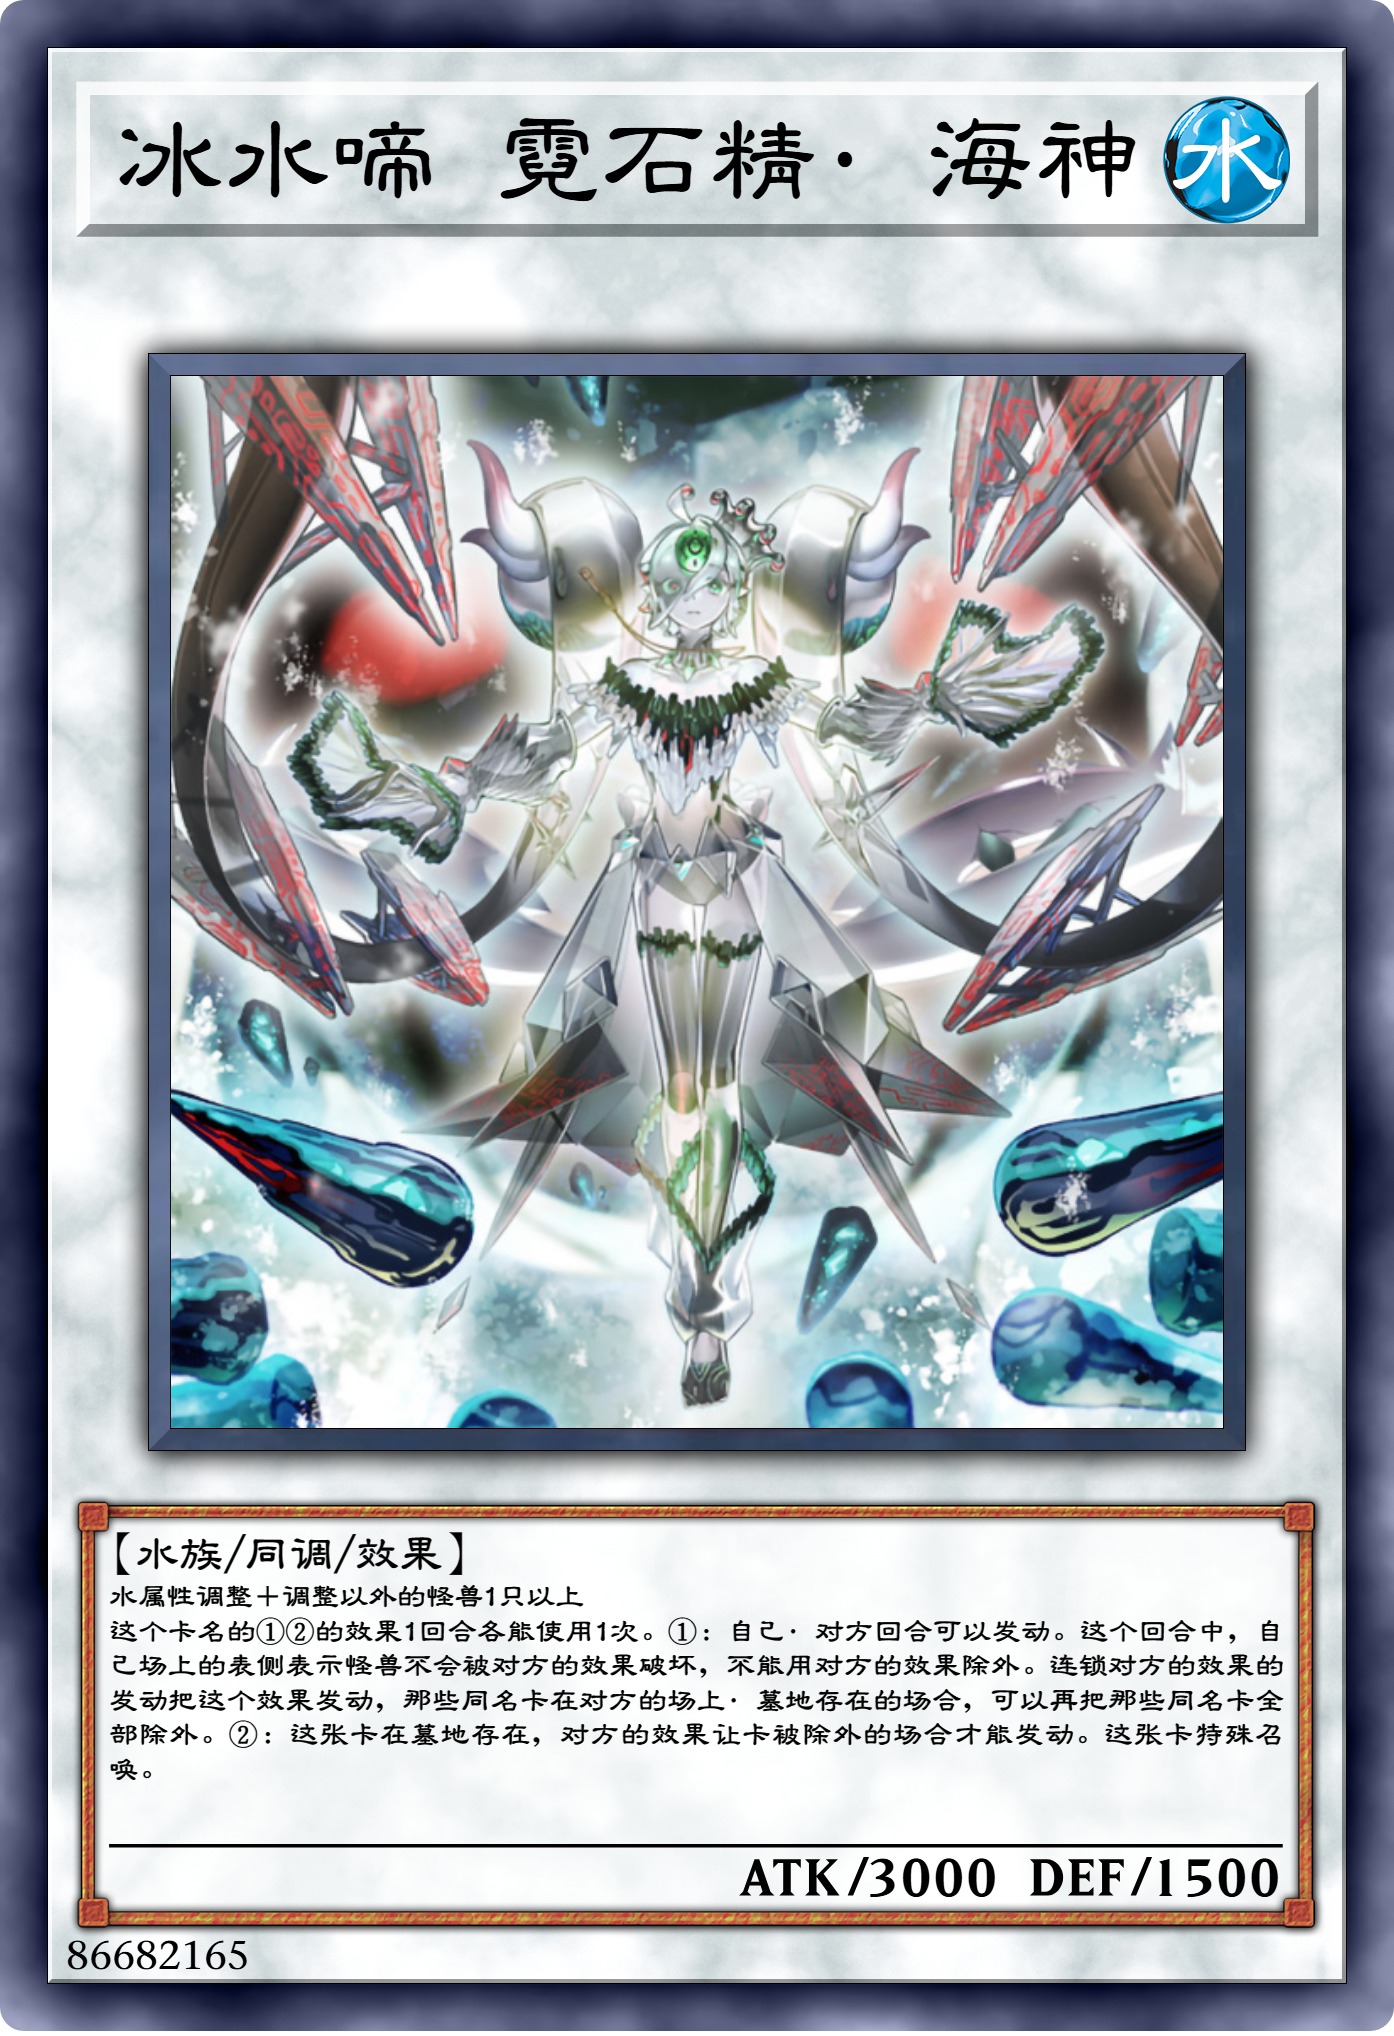 冰水啼 霓石精· 海神 水
【水族/同调/效果】
水属性调整＋调整以外的怪兽1只以上
这个卡名的①②的效果1回合各能使用1次。①：自己· 对方回合可以发动。这个回合中，自
己场上的表侧表示怪兽不会被对方的效果破坏，不能用对方的效果除外。连锁对方的效果的
发动把这个效果发动，那些同名卡在对方的场上· 墓地存在的场合，可以再把那些同名卡全
部除外。②：这张卡在墓地存在，对方的效果让卡被除外的场合才能发动。这张卡特殊召
唤。
ATK/3000 DEF/1500
86682165